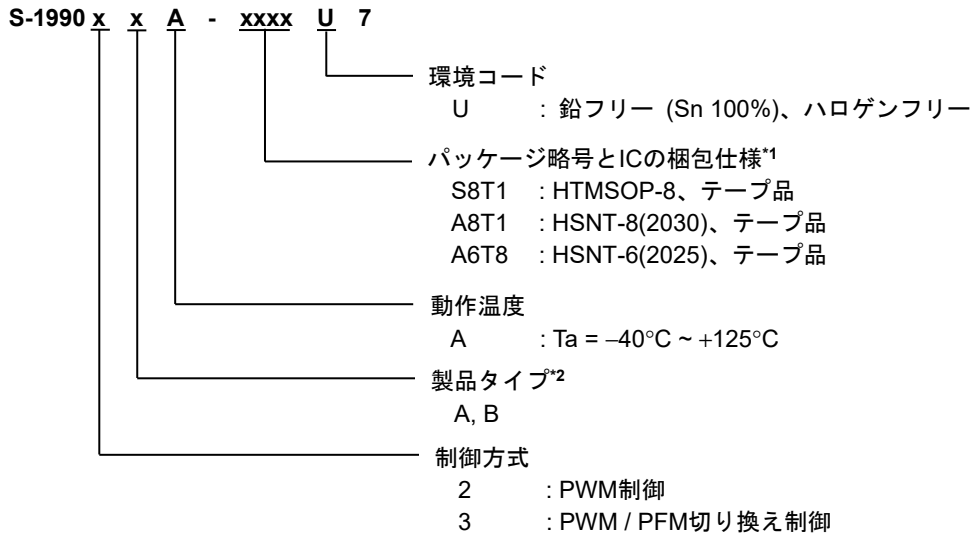 S-1990 x x A - xxxx U 7
環境コード
U : 鉛フリー (Sn 100%)、ハロゲンフリー
パッケージ略号とICの梱包仕様*1
S8T1 : HTMSOP-8、テープ品
A8T1 : HSNT-8(2030)、テープ品
A6T8 : HSNT-6(2025)、テープ品
動作温度
A : Ta = −40°C ~ +125°C
製品タイプ*2
A, B
制御方式
2 : PWM制御
3 : PWM / PFM切り換え制御